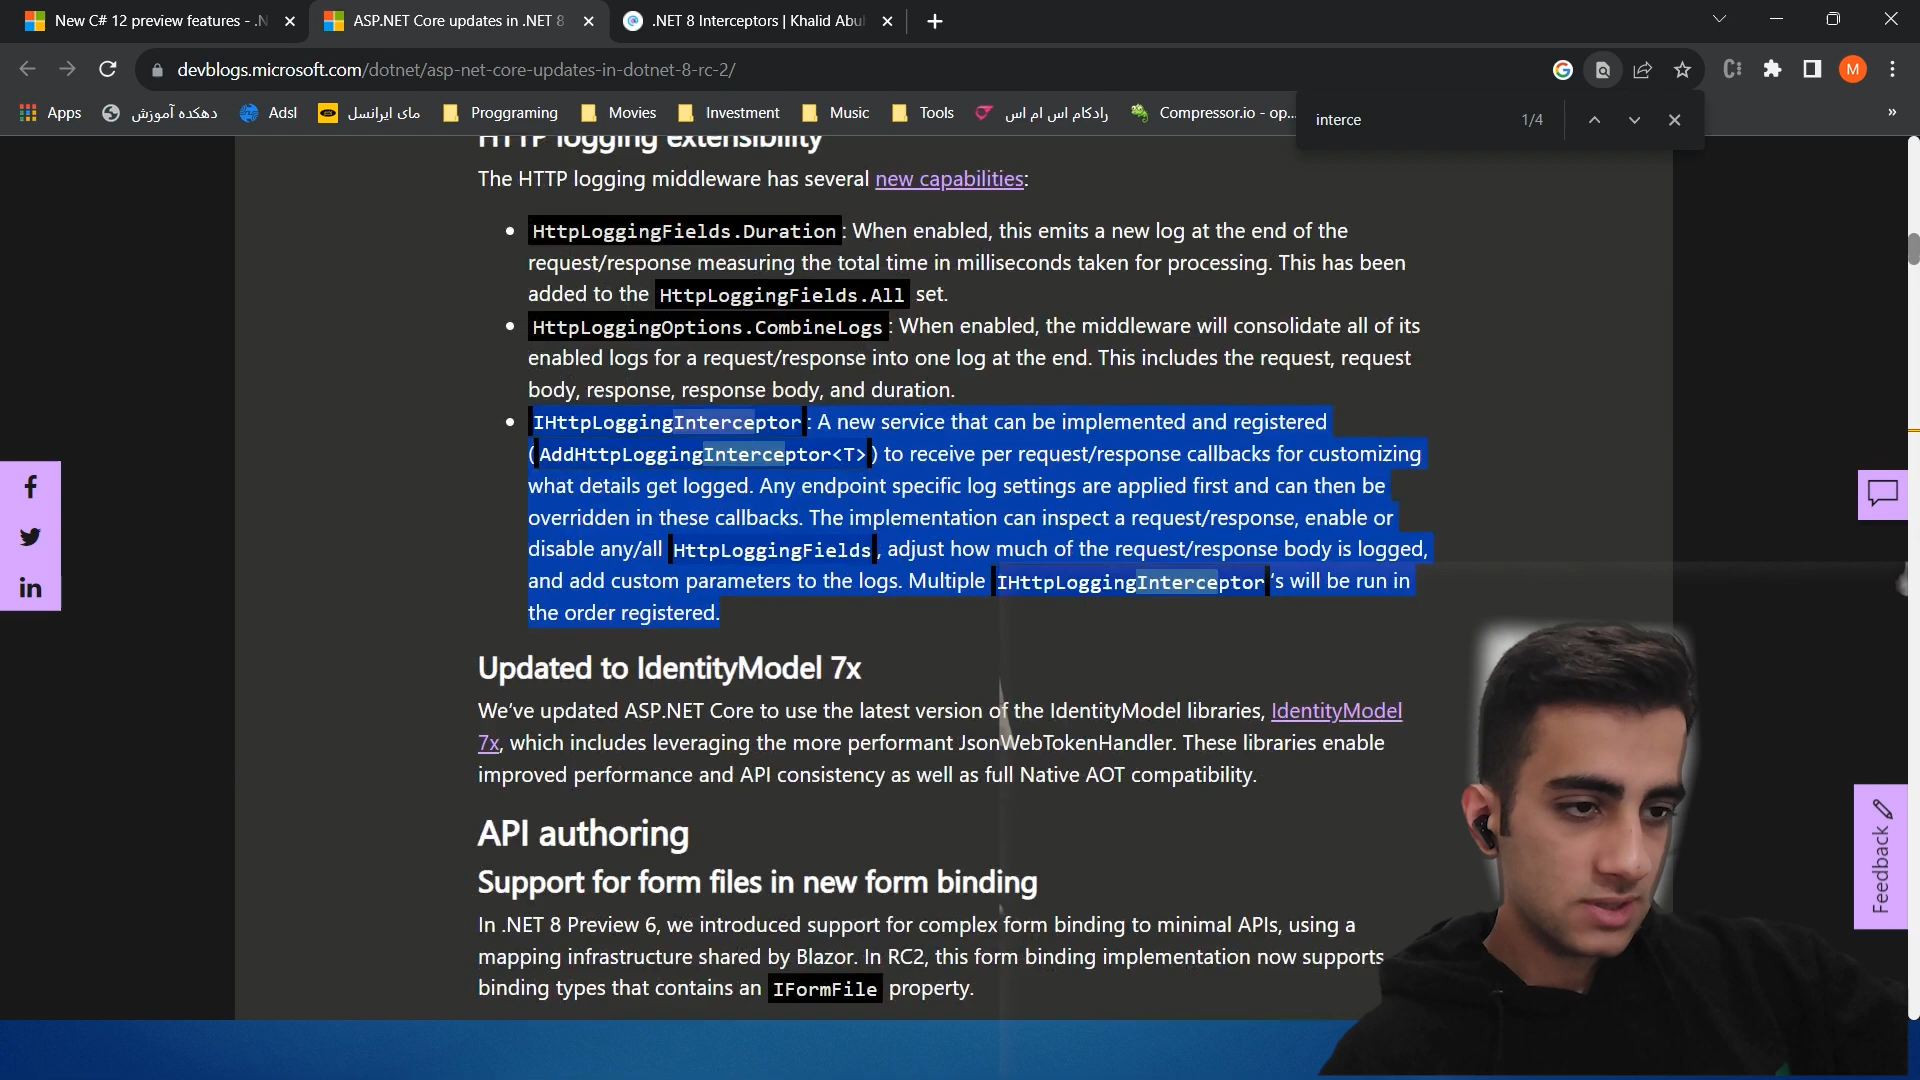 New C# 12 preview features - .N
ASP.NET Core updates in .NET 8
.NET 8 Interceptors | Khalid Abu
devblogs.microsoft.com/dotnet/asp-net-core-updates-in-dotnet-8-rc-2/
M
Apps
دهکده آموزش
Adsl
مای ایرانسل
Proggraming
Movies
Investment
Music
Tools
رادکام اس ام اس
Compressor.io - op...
»
interce
1/4
HTTP logging extensibility
The HTTP logging middleware has several new capabilities:
• HttpLoggingFields.Duration: When enabled, this emits a new log at the end of the
request/response measuring the total time in milliseconds taken for processing. This has been
added to the HttpLoggingFields.All set.
• HttpLoggingOptions.CombineLogs: When enabled, the middleware will consolidate all of its
enabled logs for a request/response into one log at the end. This includes the request, request
body, response, response body, and duration.
• IHttpLoggingInterceptor: A new service that can be implemented and registered
(AddHttpLoggingInterceptor<T>) to receive per request/response callbacks for customizing
what details get logged. Any endpoint specific log settings are applied first and can then be
overridden in these callbacks. The implementation can inspect a request/response, enable or
disable any/all HttpLoggingFields, adjust how much of the request/response body is logged,
and add custom parameters to the logs. Multiple IHttpLoggingInterceptor's will be run in
the order registered.
Updated to IdentityModel 7x
We've updated ASP.NET Core to use the latest version of the IdentityModel libraries, IdentityModel
7x, which includes leveraging the more performant JsonWebTokenHandler. These libraries enable
improved performance and API consistency as well as full Native AOT compatibility.
API authoring
Support for form files in new form binding
In .NET 8 Preview 6, we introduced support for complex form binding to minimal APIs, using a
mapping infrastructure shared by Blazor. In RC2, this form binding implementation now supports
binding types that contains an IFormFile property.
Feedback